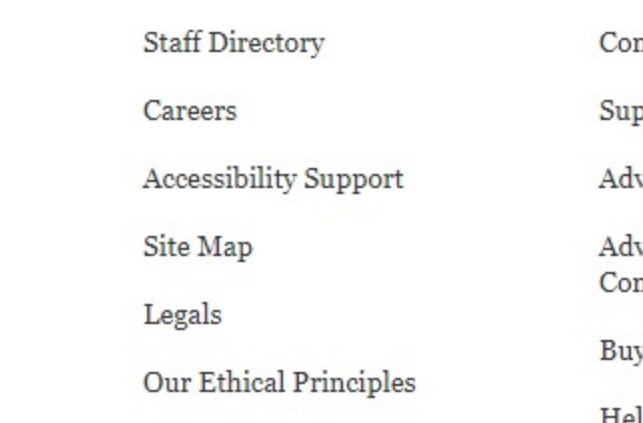 Staff Directory
Careers
Accessibility Support
Site Map
Legals
Our Ethical Principles